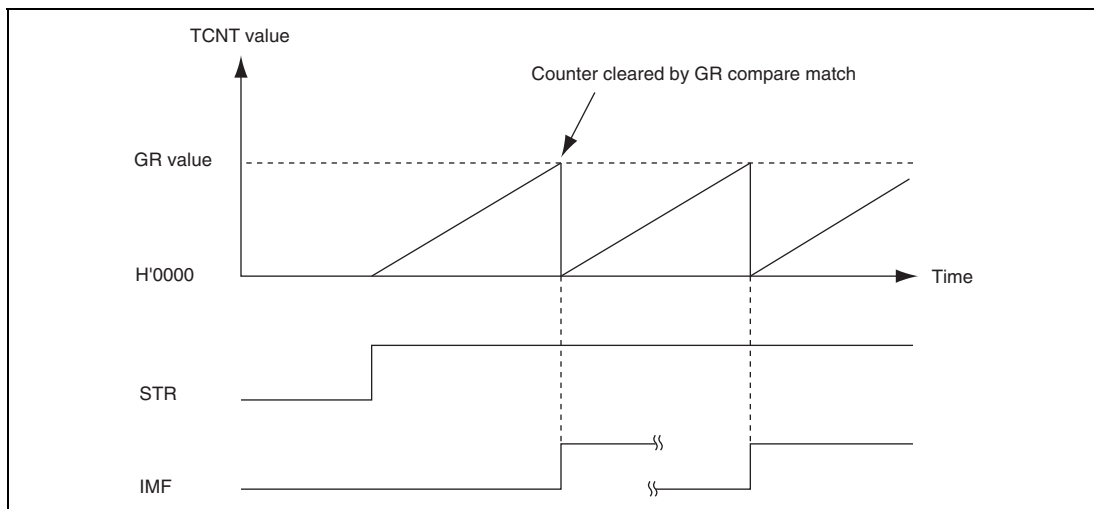 TCNT value
Counter cleared by GR compare match
GR value
H'0000
Time
STR
IMF